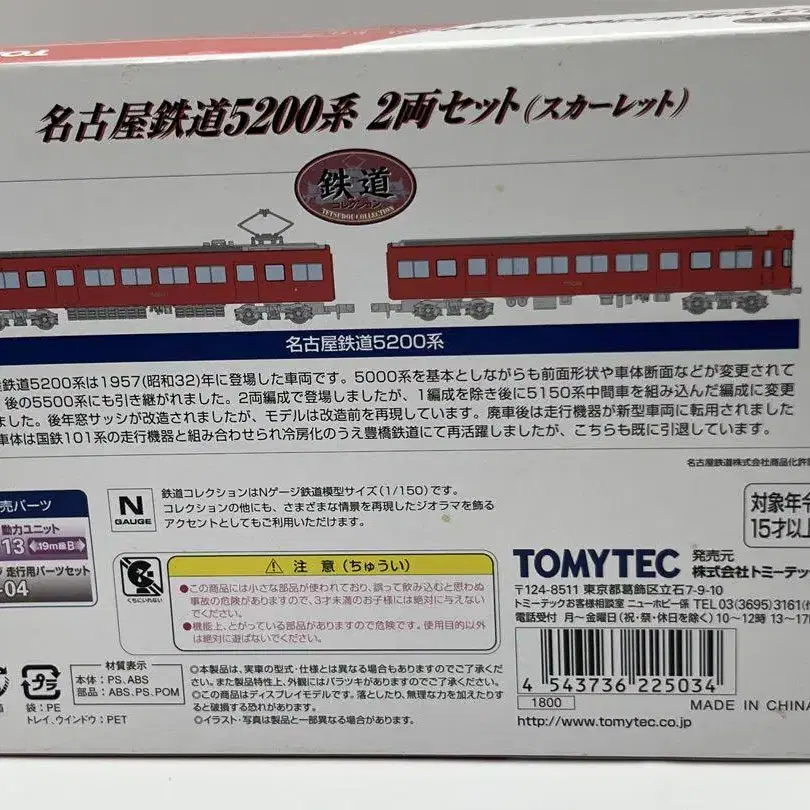 名古屋鉄道5200系 2両セット(スカーレット)
鉄道
コレクション
TETSUDOU COLLECTION
名古屋鉄道5200系
鉄道5200系は1957(昭和32)年に登場した車両です。5000系を基本としながらも前面形状や車体断面などが変更されて
後の5500系にも引き継がれました。2両編成で登場しましたが、1編成を除き後に5150系中間車を組み込んだ編成に変更
ました。後年窓サッシが改造されましたが、モデルは改造前を再現しています。廃車後は走行機器が新型車両に転用されました
車体は国鉄101系の走行機器と組み合わせられ冷房化のうえ豊橋鉄道にて再活躍しましたが、こちらも既に引退しています。
名古屋鉄道株式会社商品化許
売パーツ
動力ユニット
13 19m級B
走行用パーツセット
-04
N
GAUGE
鉄道コレクションはNゲージ鉄道模型サイズ(1/150)です。
コレクションの他にも、さまざまな情景を再現したジオラマを飾る
アクセントとしてもご利用いただけます。
対象年令
15才以上
くちにいれない
注意(ちゅうい)
●この商品には小さな部品が使われており、誤って飲み込むと思わぬ
事故の危険がありますので、3才未満のお子様には絶対に与えない
でください。
●機能上、とがっている部品がありますので危険です。使用目的以外
は絶対に遊ばないでください。
TOMYTEC 発売元
株式会社トミーテッ
〒124-8511 東京都葛飾区立石7-9-10
トミーテックお客様相談室 ニューホビー係 TEL 03(3695)3161
電話受付 月~金曜日(祝・祭・休日を除く)10~12時 13~17
プラ
袋:PE
トレイ,ウインドウ:PET
材質表示
本体:PS、ABS
部品:ABS、PS、POM
◎本製品は、実車の型式・仕様とは異なる場合もありますのでご了承くだ
さい。また製品特性上、外観にはバラツキがありますのでご了承ください。
◎この商品はディスプレイモデルです。落としたり、無理な力を加えたりす
ると破損する恐れがあります。
◎イラスト・写真は製品と一部異なる場合があります。
4 543736 225034
1800
MADE IN CHINA
http://www.tomytec.co.jp